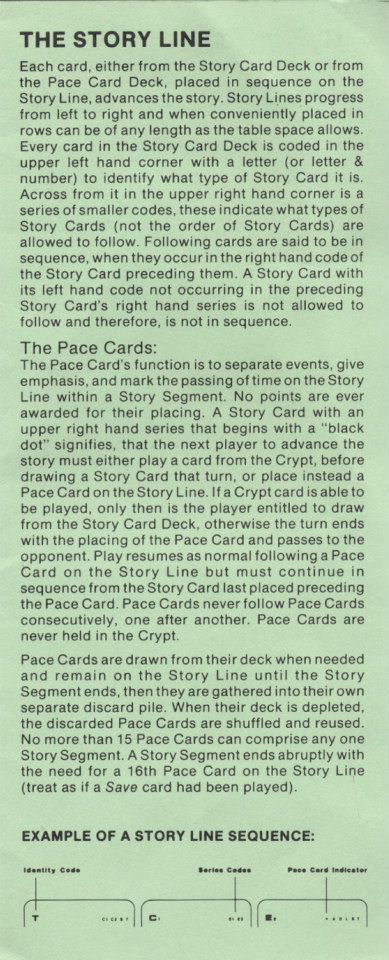 THE STORY LINE
Each card, either from the Story Card Deck or from
the Pace Card Deck, placed in sequence on the
Story Line, advances the story. Story Lines progress
from left to right and when conveniently placed in
rows can be of any length as the table space allows.
Every card in the Story Card Deck is coded in the
upper left hand corner with a letter (or letter &
number) to identify what type of Story Card it is.
Across from it in the upper right hand corner is a
series of smaller codes, these indicate what types of
Story Cards (not the order of Story Cards) are
allowed to follow. Following cards are said to be in
sequence, when they occur in the right hand code of
the Story Card preceding them. A Story Card with
its left hand code not occurring in the preceding
Story Card's right hand series is not allowed to
follow and therefore, is not in sequence.
The Pace Cards:
The Pace Card's function is to separate events, give
emphasis, and mark the passing of time on the Story
Line within a Story Segment. No points are ever
awarded for their placing. A Story Card with an
upper right hand series that begins with a "black
dot" signifies, that the next player to advance the
story must either play a card from the Crypt, before
drawing a Story Card that turn, or place instead a
Pace Card on the Story Line. If a Crypt card is able to
be played, only then is the player entitled to draw
from the Story Card Deck, otherwise the turn ends
with the placing of the Pace Card and passes to the
opponent. Play resumes as normal following a Pace
Card on the Story Line but must continue in
sequence from the Story Card last placed preceding
the Pace Card. Pace Cards never follow Pace Cards
consecutively, one after another. Pace Cards are
never held in the Crypt.
Pace Cards are drawn from their deck when needed
and remain on the Story Line until the Story
Segment ends, then they are gathered into their own
separate discard pile. When their deck is depleted,
the discarded Pace Cards are shuffled and reused.
No more than 15 Pace Cards can comprise any one
Story Segment. A Story Segment ends abruptly with
the need for a 16th Pace Card on the Story Line
(treat as if a Save card had been played).
EXAMPLE OF A STORY LINE SEQUENCE:
Identity Code Series Codes Pace Card Indicator
T C1 C2 S T C1 E1 E2 E2